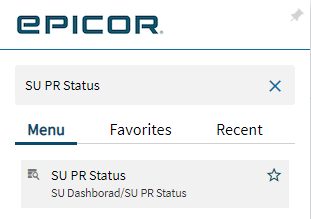 EPICOR
SU PR Status
Menu Favorites Recent
SU PR Status
SU Dashborad/SU PR Status